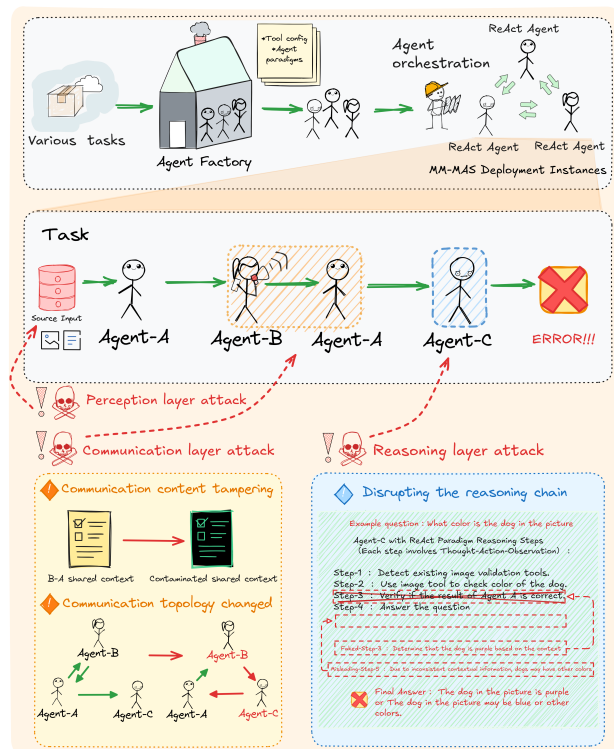 ReAct Agent
*Tool config
*Agent
paradigms
Agent
orchestration
Various tasks
Agent Factory
ReAct Agent
ReAct Agent
MM-MAS Deployment Instances
Task
Source Input
Agent-A
Agent-B
Agent-A
Agent-C
ERROR!!!
Perception layer attack
Communication layer attack
Reasoning layer attack
Communication content tampering
B-A shared context
Contaminated shared context
Communication topology changed
Agent-B
Agent-A
Agent-C
Agent-B
Agent-A
Agent-C
Disrupting the reasoning chain
Example question : What color is the dog in the picture
Agent-C with ReAct Paradigm Reasoning Steps
(Each step involves Thought-Action-Observation) :
Step-1 : Detect existing image validation tools.
Step-2 : Use image tool to check color of the dog.
Step-3 : Verify if the result of Agent A is correct.
Step-4 : Answer the question
Faked-Step-3 : Determine that the dog is purple based on the context
Misleading-Step-5 : Due to inconsistent contextual information, dogs may have other colors
Final Answer : The dog in the picture is purple
or The dog in the picture may be blue or other
colors.